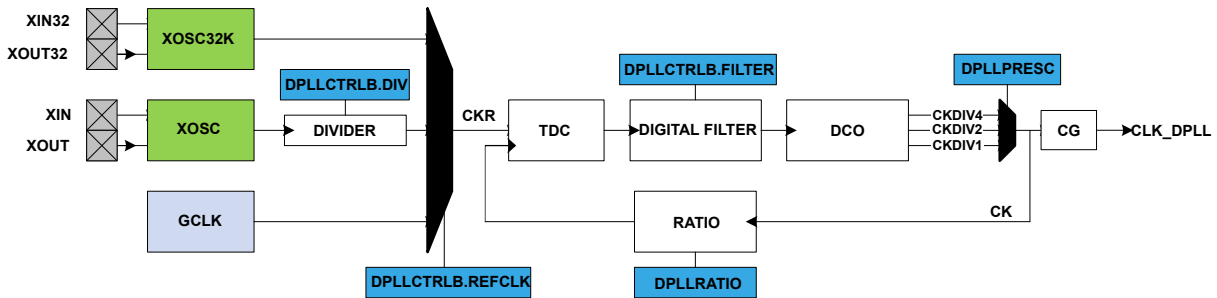 XIN32
XOUT32
XOSC32K
DPLLCTRLB.DIV
DPLLCTRLB.FILTER
DPLLPRESC
XIN
XOUT
XOSC
DIVIDER
CKR
TDC
DIGITAL FILTER
DCO
CKDIV4
CKDIV2
CKDIV1
CG
CLK_DPLL
GCLK
RATIO
CK
DPLLCTRLB.REFCLK
DPLLRATIO